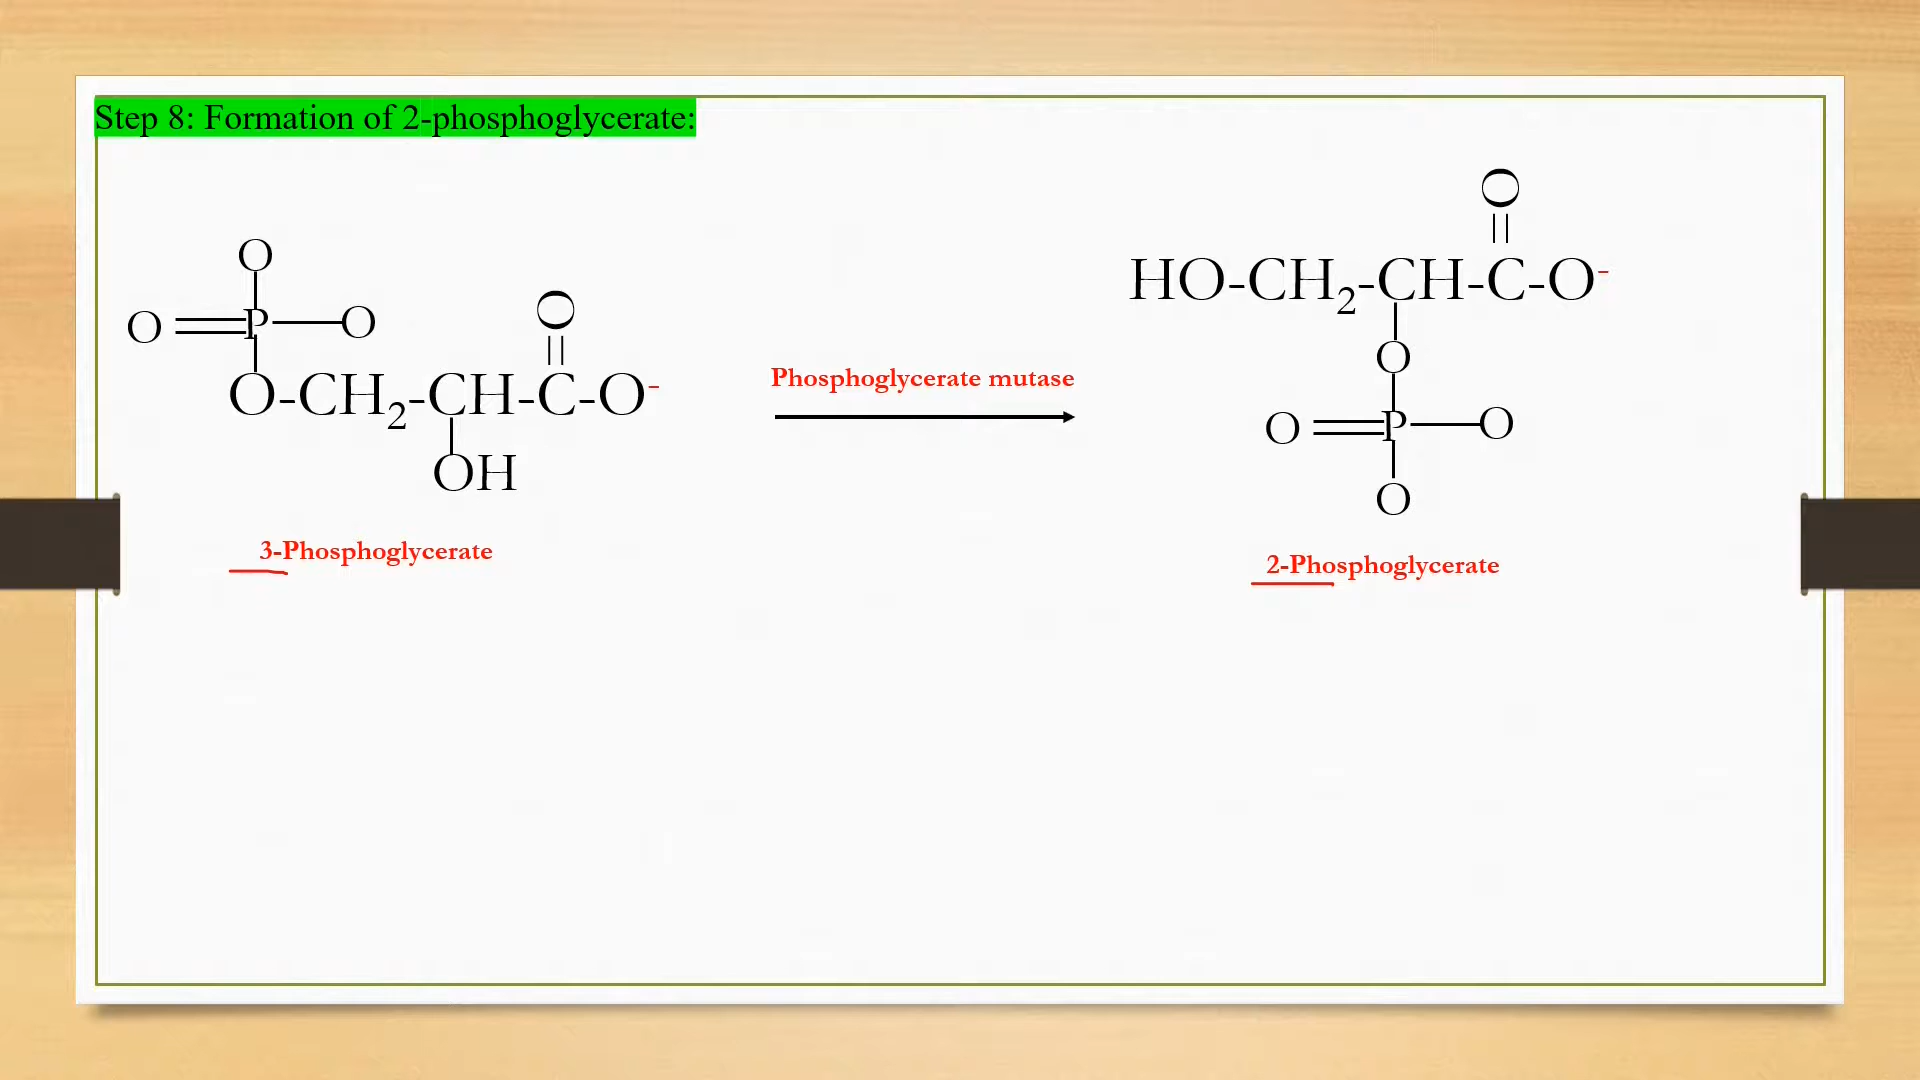 Step 8: Formation of 2-phosphoglycerate:
O
O P O
O
O-CH₂-CH-C-O⁻
OH
3-Phosphoglycerate
Phosphoglycerate mutase
O
HO-CH₂-CH-C-O⁻
O
O P O
O
2-Phosphoglycerate